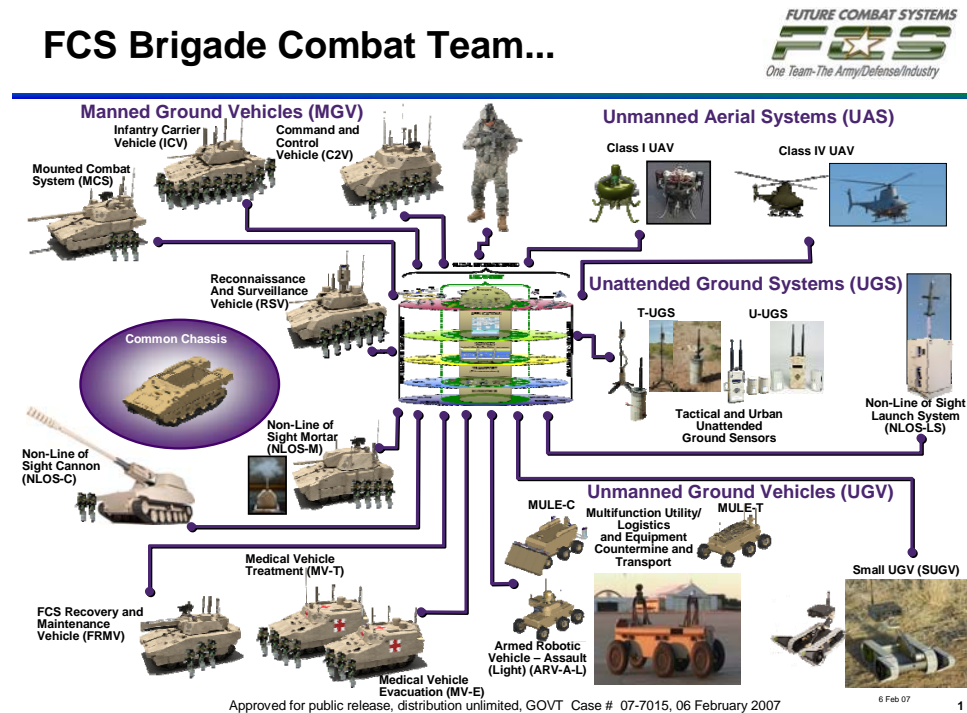 FCS Brigade Combat Team...
FUTURE COMBAT SYSTEMS
FCS
One Team-The Army/Defense/Industry
Manned Ground Vehicles (MGV)
Infantry Carrier
Vehicle (ICV)
Command and
Control
Vehicle (C2V)
Mounted Combat
System (MCS)
Unmanned Aerial Systems (UAS)
Class I UAV
Class IV UAV
Reconnaissance
And Surveillance
Vehicle (RSV)
Unattended Ground Systems (UGS)
T-UGS
U-UGS
Common Chassis
Tactical and Urban
Unattended
Ground Sensors
Non-Line of Sight
Launch System
(NLOS-LS)
Non-Line of
Sight Mortar
(NLOS-M)
Non-Line of
Sight Cannon
(NLOS-C)
Unmanned Ground Vehicles (UGV)
MULE-C
Multifunction Utility/
Logistics
and Equipment
Countermine and
Transport
MULE-T
Small UGV (SUGV)
Medical Vehicle
Treatment (MV-T)
FCS Recovery and
Maintenance
Vehicle (FRMV)
Armed Robotic
Vehicle – Assault
(Light) (ARV-A-L)
Medical Vehicle
Evacuation (MV-E)
Approved for public release, distribution unlimited, GOVT Case # 07-7015, 06 February 2007
6 Feb 07
1